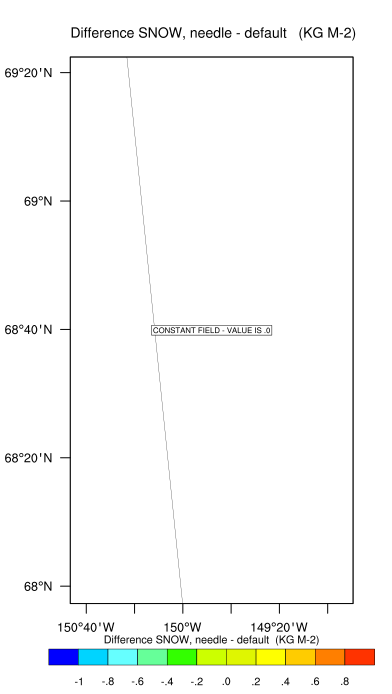 Difference SNOW, needle - default (KG M-2)
69°20'N
69°N
68°40'N
CONSTANT FIELD - VALUE IS .0
68°20'N
68°N
150°40'W 150°W 149°20'W
Difference SNOW, needle - default (KG M-2)
-1 -.8 -.6 -.4 -.2 .0 .2 .4 .6 .8